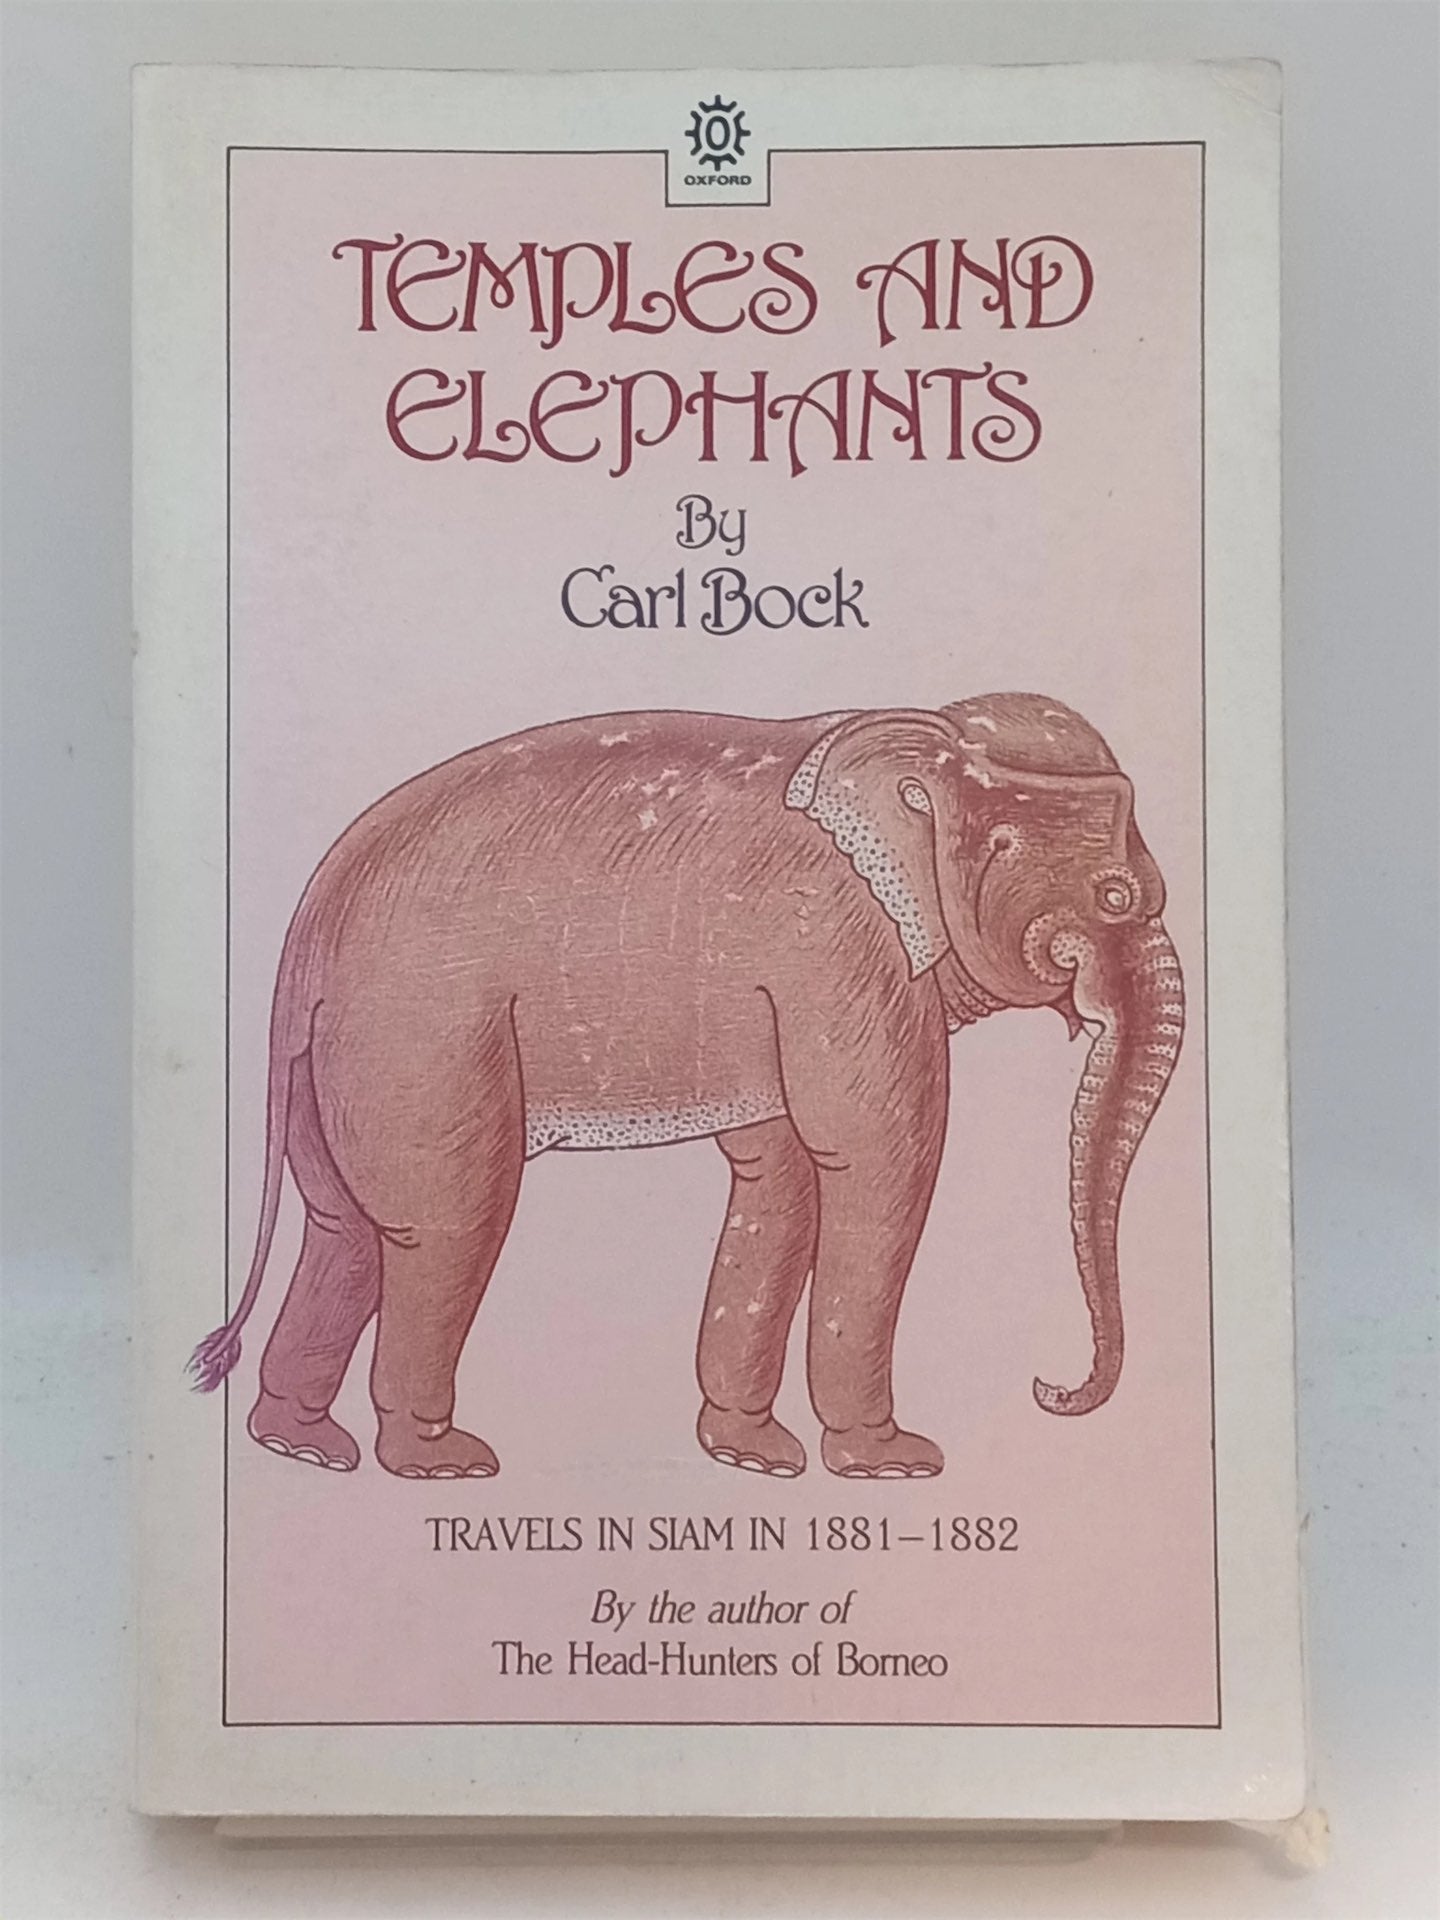 O
OXFORD
TEMPLES AND
ELEPHANTS
By
Carl Bock
TRAVELS IN SIAM IN 1881–1882
By the author of
The Head-Hunters of Borneo